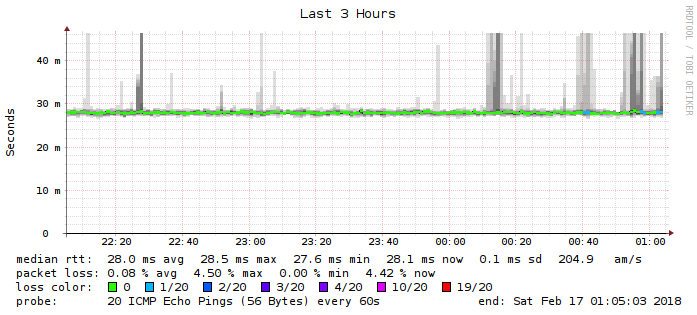 Last 3 Hours
RRDTOOL / TOBI OETIKER
Seconds
40 m
30 m
20 m
10 m
0
22:20 22:40 23:00 23:20 23:40 00:00 00:20 00:40 01:00
median rtt: 28.0 ms avg 28.5 ms max 27.6 ms min 28.1 ms now 0.1 ms sd 204.9 am/s
packet loss: 0.08 % avg 4.50 % max 0.00 % min 4.42 % now
loss color: 0 1/20 2/20 3/20 4/20 10/20 19/20
probe: 20 ICMP Echo Pings (56 Bytes) every 60s end: Sat Feb 17 01:05:03 2018